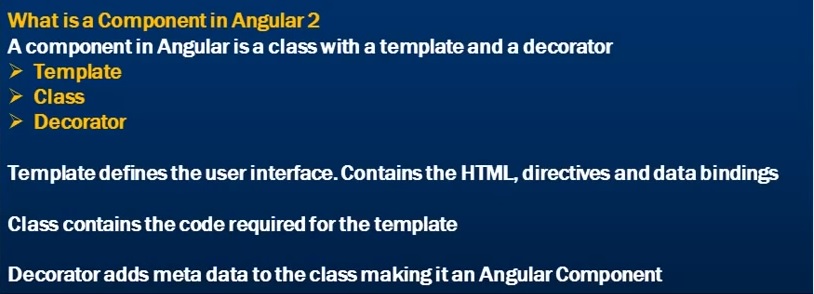 What is a Component in Angular 2
A component in Angular is a class with a template and a decorator
➢ Template
➢ Class
➢ Decorator
Template defines the user interface. Contains the HTML, directives and data bindings
Class contains the code required for the template
Decorator adds meta data to the class making it an Angular Component